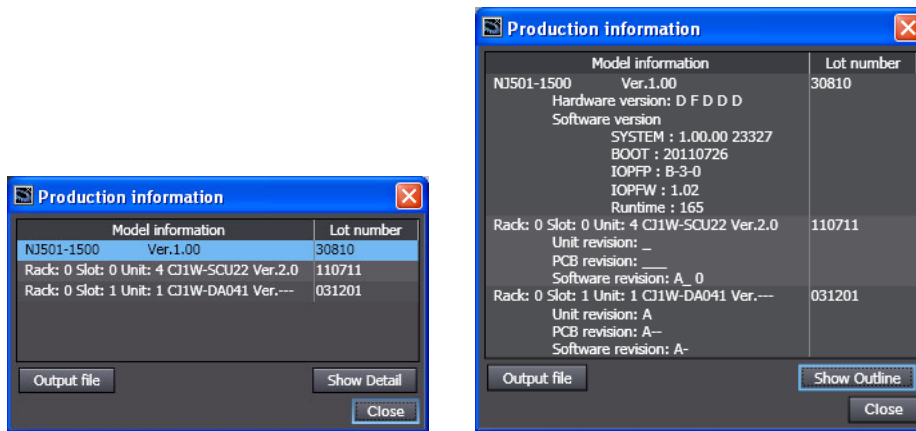 Production information
Model information Lot number
NJ501-1500 Ver.1.00 30810
Rack: 0 Slot: 0 Unit: 4 CJ1W-SCU22 Ver.2.0 110711
Rack: 0 Slot: 1 Unit: 1 CJ1W-DA041 Ver.--- 031201
Output file Show Detail
Close
Production information
Model information Lot number
NJ501-1500 Ver.1.00 30810
Hardware version: D F D D D
Software version
SYSTEM : 1.00.00 23327
BOOT : 20110726
IOPFP : B-3-0
IOPFW : 1.02
Runtime : 165
Rack: 0 Slot: 0 Unit: 4 CJ1W-SCU22 Ver.2.0 110711
Unit revision: _
PCB revision: ___
Software revision: A_ 0
Rack: 0 Slot: 1 Unit: 1 CJ1W-DA041 Ver.--- 031201
Unit revision: A
PCB revision: A--
Software revision: A-
Output file Show Outline
Close